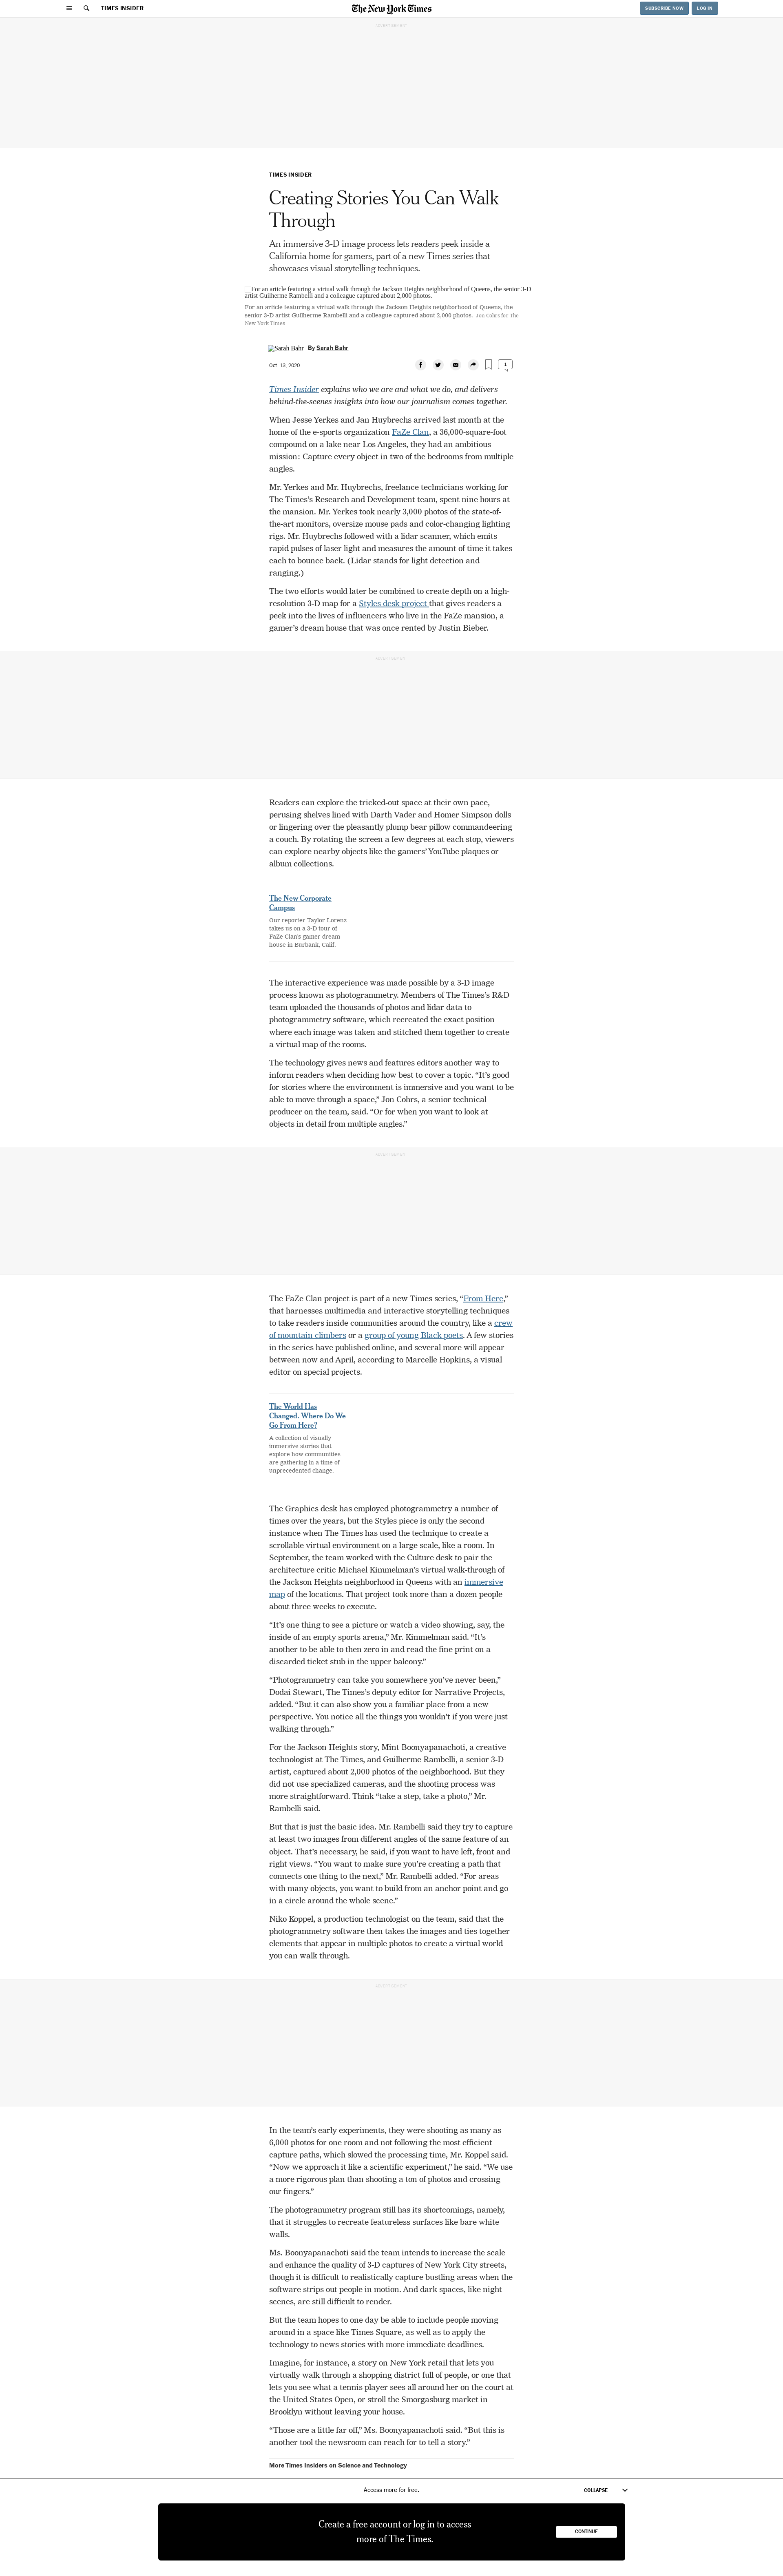 TIMES INSIDER
The New York Times
SUBSCRIBE NOW
LOG IN
ADVERTISEMENT
TIMES INSIDER
Creating Stories You Can Walk
Through
An immersive 3-D image process lets readers peek inside a
California home for gamers, part of a new Times series that
showcases visual storytelling techniques.
For an article featuring a virtual walk through the Jackson Heights neighborhood of Queens, the senior 3-D
artist Guilherme Rambelli and a colleague captured about 2,000 photos.
For an article featuring a virtual walk through the Jackson Heights neighborhood of Queens, the
senior 3-D artist Guilherme Rambelli and a colleague captured about 2,000 photos. Jon Cohrs for The
New York Times
Sarah Bahr
By Sarah Bahr
Oct. 13, 2020
1
Times Insider explains who we are and what we do, and delivers
behind-the-scenes insights into how our journalism comes together.
When Jesse Yerkes and Jan Huybrechs arrived last month at the
home of the e-sports organization FaZe Clan, a 36,000-square-foot
compound on a lake near Los Angeles, they had an ambitious
mission: Capture every object in two of the bedrooms from multiple
angles.
Mr. Yerkes and Mr. Huybrechs, freelance technicians working for
The Times's Research and Development team, spent nine hours at
the mansion. Mr. Yerkes took nearly 3,000 photos of the state-of-
the-art monitors, oversize mouse pads and color-changing lighting
rigs. Mr. Huybrechs followed with a lidar scanner, which emits
rapid pulses of laser light and measures the amount of time it takes
each to bounce back. (Lidar stands for light detection and
ranging.)
The two efforts would later be combined to create depth on a high-
resolution 3-D map for a Styles desk project that gives readers a
peek into the lives of influencers who live in the FaZe mansion, a
gamer's dream house that was once rented by Justin Bieber.
ADVERTISEMENT
Readers can explore the tricked-out space at their own pace,
perusing shelves lined with Darth Vader and Homer Simpson dolls
or lingering over the pleasantly plump bear pillow commandeering
a couch. By rotating the screen a few degrees at each stop, viewers
can explore nearby objects like the gamers' YouTube plaques or
album collections.
The New Corporate
Campus
Our reporter Taylor Lorenz
takes us on a 3-D tour of
FaZe Clan's gamer dream
house in Burbank, Calif.
The interactive experience was made possible by a 3-D image
process known as photogrammetry. Members of The Times's R&D
team uploaded the thousands of photos and lidar data to
photogrammetry software, which recreated the exact position
where each image was taken and stitched them together to create
a virtual map of the rooms.
The technology gives news and features editors another way to
inform readers when deciding how best to cover a topic. “It's good
for stories where the environment is immersive and you want to be
able to move through a space,” Jon Cohrs, a senior technical
producer on the team, said. “Or for when you want to look at
objects in detail from multiple angles.”
ADVERTISEMENT
The FaZe Clan project is part of a new Times series, “From Here,”
that harnesses multimedia and interactive storytelling techniques
to take readers inside communities around the country, like a crew
of mountain climbers or a group of young Black poets. A few stories
in the series have published online, and several more will appear
between now and April, according to Marcelle Hopkins, a visual
editor on special projects.
The World Has
Changed. Where Do We
Go From Here?
A collection of visually
immersive stories that
explore how communities
are gathering in a time of
unprecedented change.
The Graphics desk has employed photogrammetry a number of
times over the years, but the Styles piece is only the second
instance when The Times has used the technique to create a
scrollable virtual environment on a large scale, like a room. In
September, the team worked with the Culture desk to pair the
architecture critic Michael Kimmelman's virtual walk-through of
the Jackson Heights neighborhood in Queens with an immersive
map of the locations. That project took more than a dozen people
about three weeks to execute.
“It's one thing to see a picture or watch a video showing, say, the
inside of an empty sports arena,” Mr. Kimmelman said. “It's
another to be able to then zero in and read the fine print on a
discarded ticket stub in the upper balcony.”
“Photogrammetry can take you somewhere you've never been,”
Dodai Stewart, The Times's deputy editor for Narrative Projects,
added. “But it can also show you a familiar place from a new
perspective. You notice all the things you wouldn't if you were just
walking through.”
For the Jackson Heights story, Mint Boonyapanachoti, a creative
technologist at The Times, and Guilherme Rambelli, a senior 3-D
artist, captured about 2,000 photos of the neighborhood. But they
did not use specialized cameras, and the shooting process was
more straightforward. Think “take a step, take a photo,” Mr.
Rambelli said.
But that is just the basic idea. Mr. Rambelli said they try to capture
at least two images from different angles of the same feature of an
object. That's necessary, he said, if you want to have left, front and
right views. “You want to make sure you're creating a path that
connects one thing to the next,” Mr. Rambelli added. “For areas
with many objects, you want to build from an anchor point and go
in a circle around the whole scene.”
Niko Koppel, a production technologist on the team, said that the
photogrammetry software then takes the images and ties together
elements that appear in multiple photos to create a virtual world
you can walk through.
ADVERTISEMENT
In the team's early experiments, they were shooting as many as
6,000 photos for one room and not following the most efficient
capture paths, which slowed the processing time, Mr. Koppel said.
“Now we approach it like a scientific experiment,” he said. “We use
a more rigorous plan than shooting a ton of photos and crossing
our fingers.”
The photogrammetry program still has its shortcomings, namely,
that it struggles to recreate featureless surfaces like bare white
walls.
Ms. Boonyapanachoti said the team intends to increase the scale
and enhance the quality of 3-D captures of New York City streets,
though it is difficult to realistically capture bustling areas when the
software strips out people in motion. And dark spaces, like night
scenes, are still difficult to render.
But the team hopes to one day be able to include people moving
around in a space like Times Square, as well as to apply the
technology to news stories with more immediate deadlines.
Imagine, for instance, a story on New York retail that lets you
virtually walk through a shopping district full of people, or one that
lets you see what a tennis player sees all around her on the court at
the United States Open, or stroll the Smorgasburg market in
Brooklyn without leaving your house.
“Those are a little far off,” Ms. Boonyapanachoti said. “But this is
another tool the newsroom can reach for to tell a story.”
More Times Insiders on Science and Technology
Access more for free.
COLLAPSE
Create a free account or log in to access
more of The Times.
CONTINUE